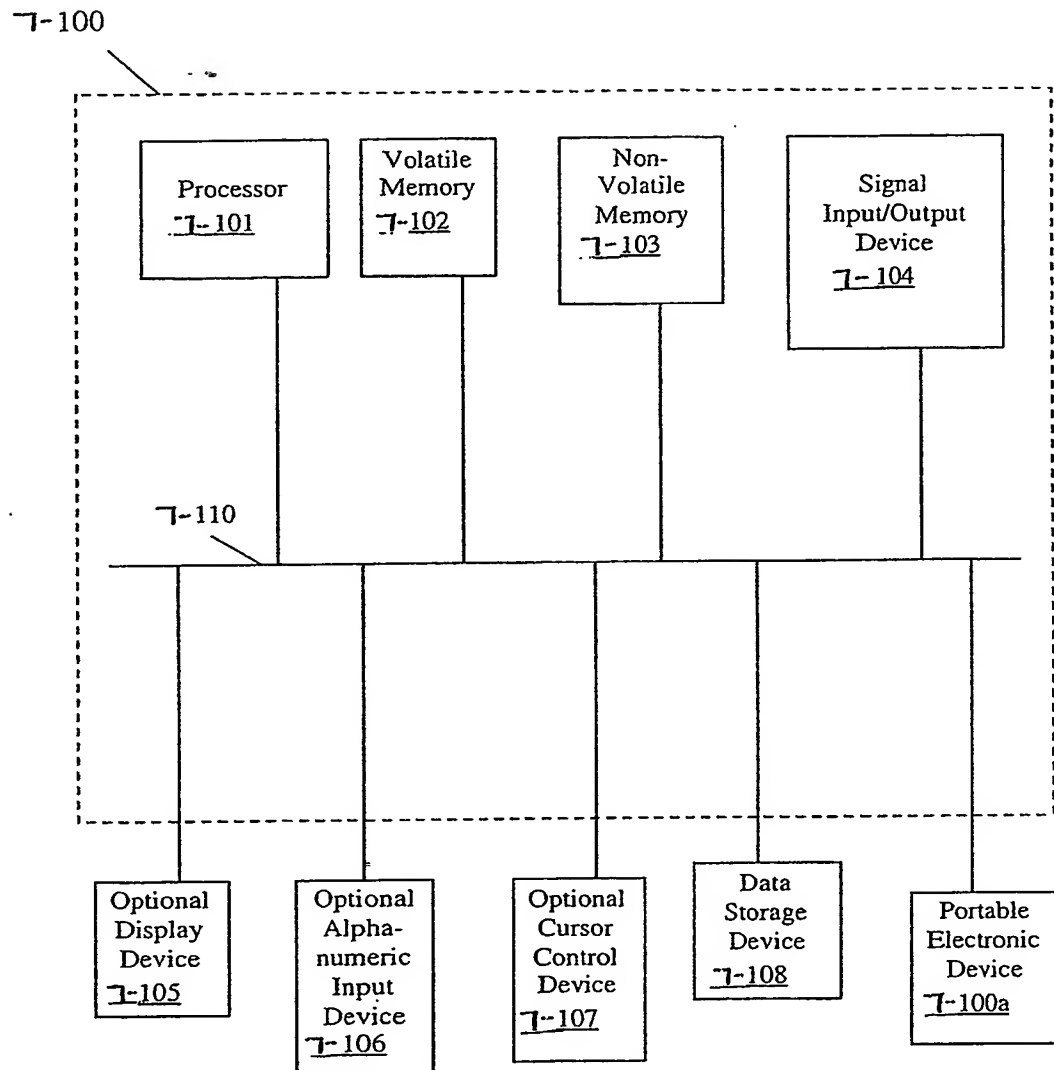 7-100
Processor
7-101
Volatile
Memory
7-102
Non-
Volatile
Memory
7-103
Signal
Input/Output
Device
7-104
7-110
Optional
Display
Device
7-105
Optional
Alpha-
numeric
Input
Device
7-106
Optional
Cursor
Control
Device
7-107
Data
Storage
Device
7-108
Portable
Electronic
Device
7-100a